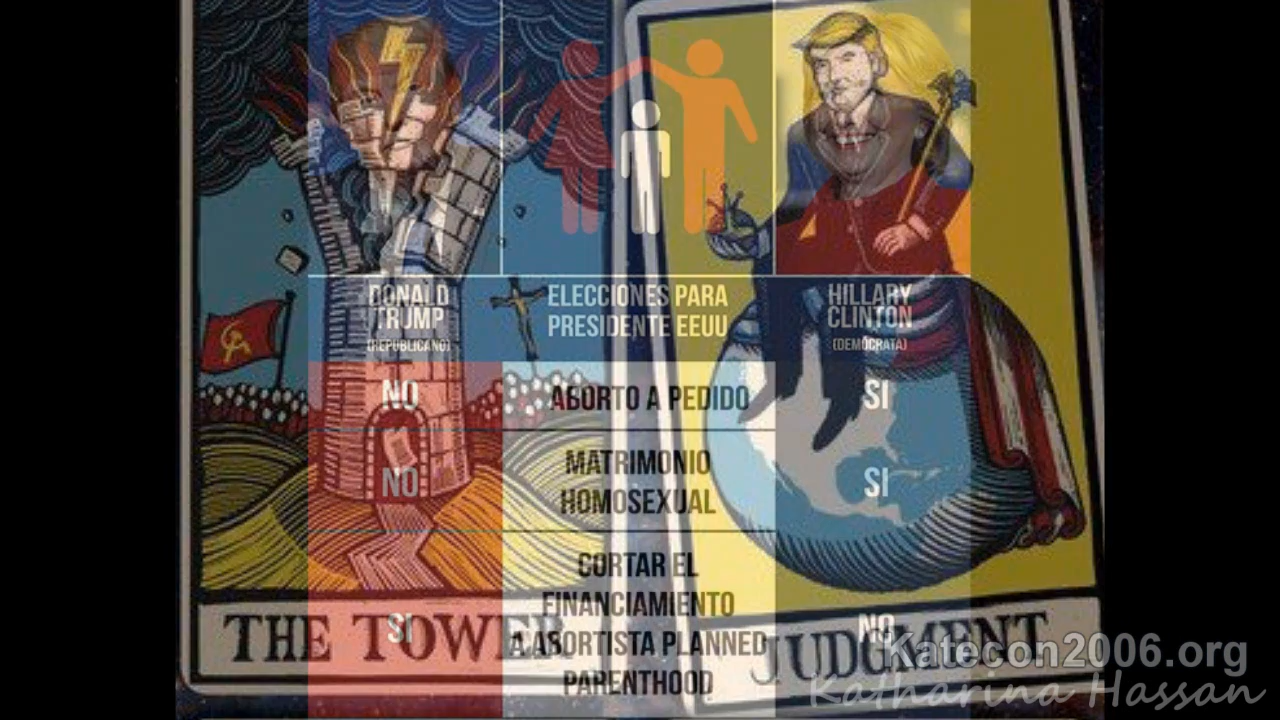 DONALD
TRUMP
(REPUBLICANO)
ELECCIONES PARA
PRESIDENTE EEUU
HILLARY
CLINTON
(DEMÓCRATA)
NO
ABORTO A PEDIDO
SI
NO
MATRIMONIO
HOMOSEXUAL
SI
SI
CORTAR EL
FINANCIAMIENTO
A ABORTISTA PLANNED
PARENTHOOD
NO
THE TOWER
JUDGMENT
Katecon2006.org
Katharina Hassan